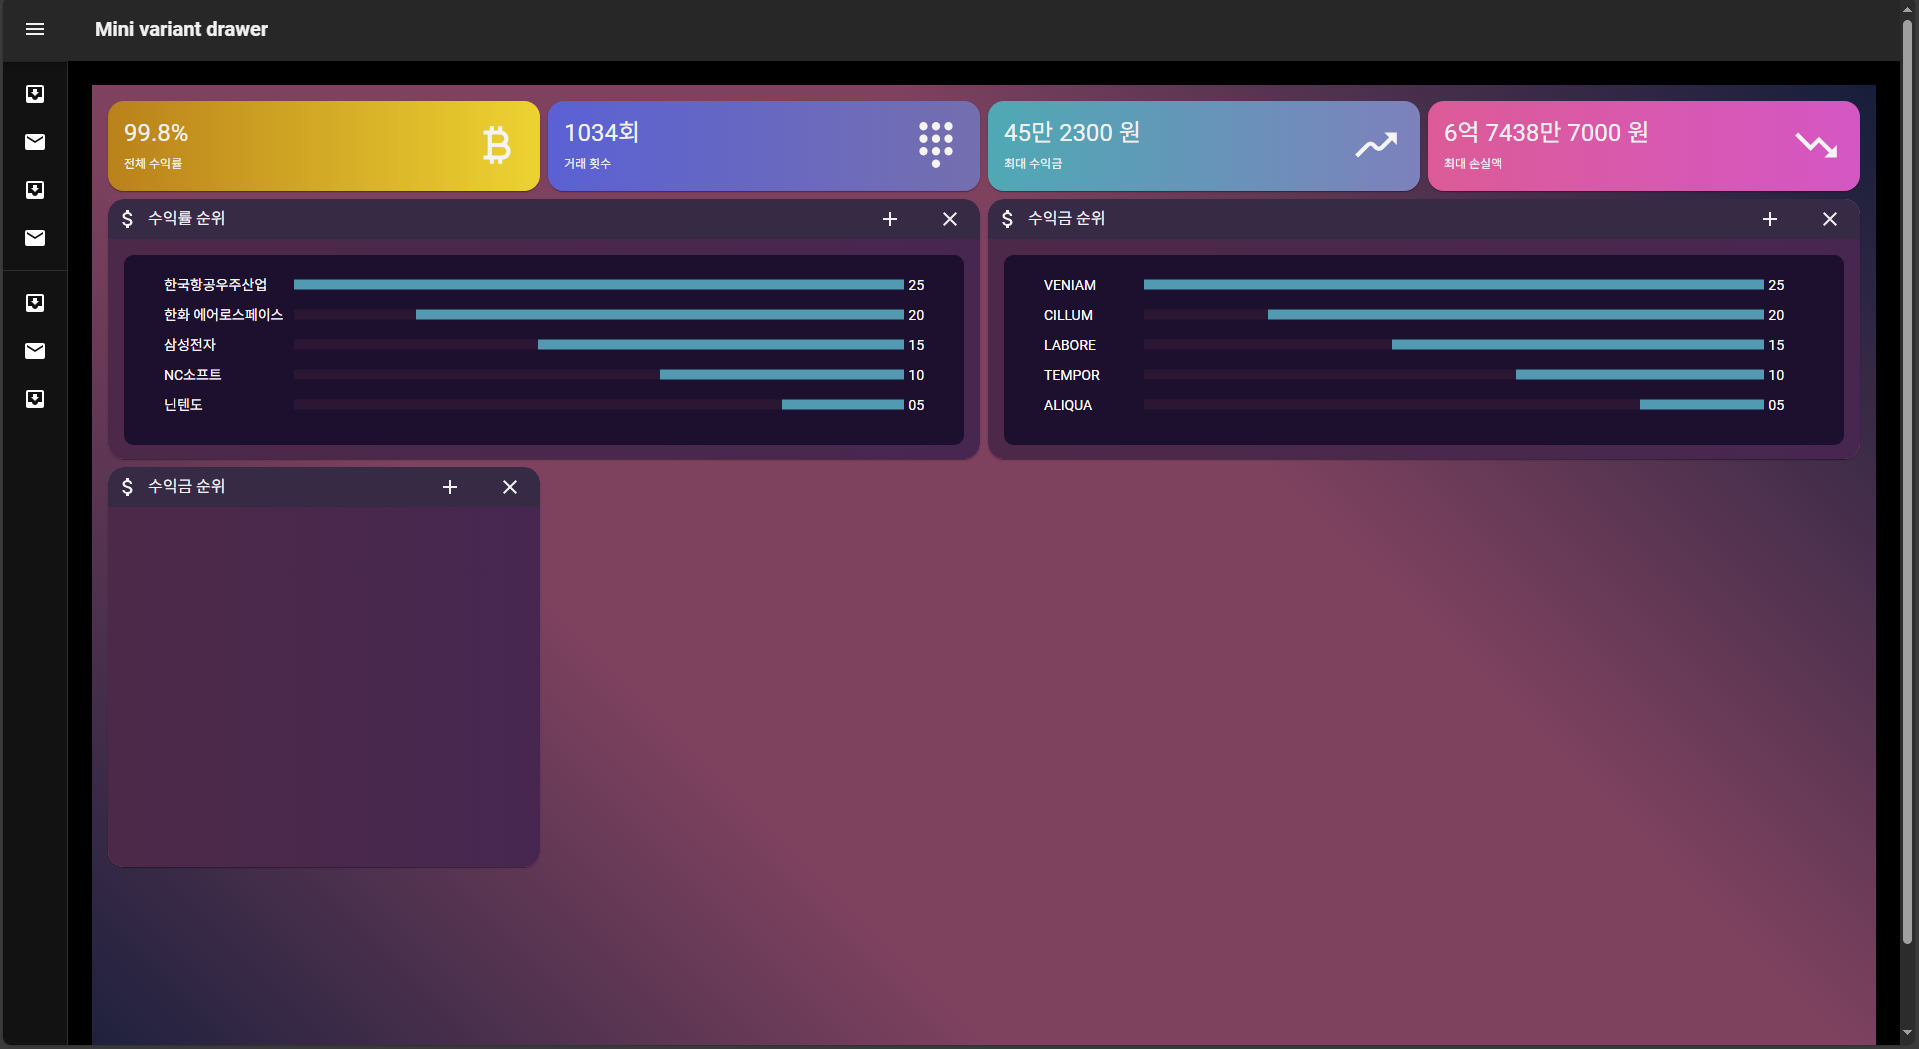 Mini variant drawer
99.8%
전체 수익률
1034회
거래 횟수
45만 2300 원
최대 수익금
6억 7438만 7000 원
최대 손실액
수익률 순위
한국항공우주산업 25
한화 에어로스페이스 20
삼성전자 15
NC소프트 10
닌텐도 05
수익금 순위
VENIAM 25
CILLUM 20
LABORE 15
TEMPOR 10
ALIQUA 05
수익금 순위